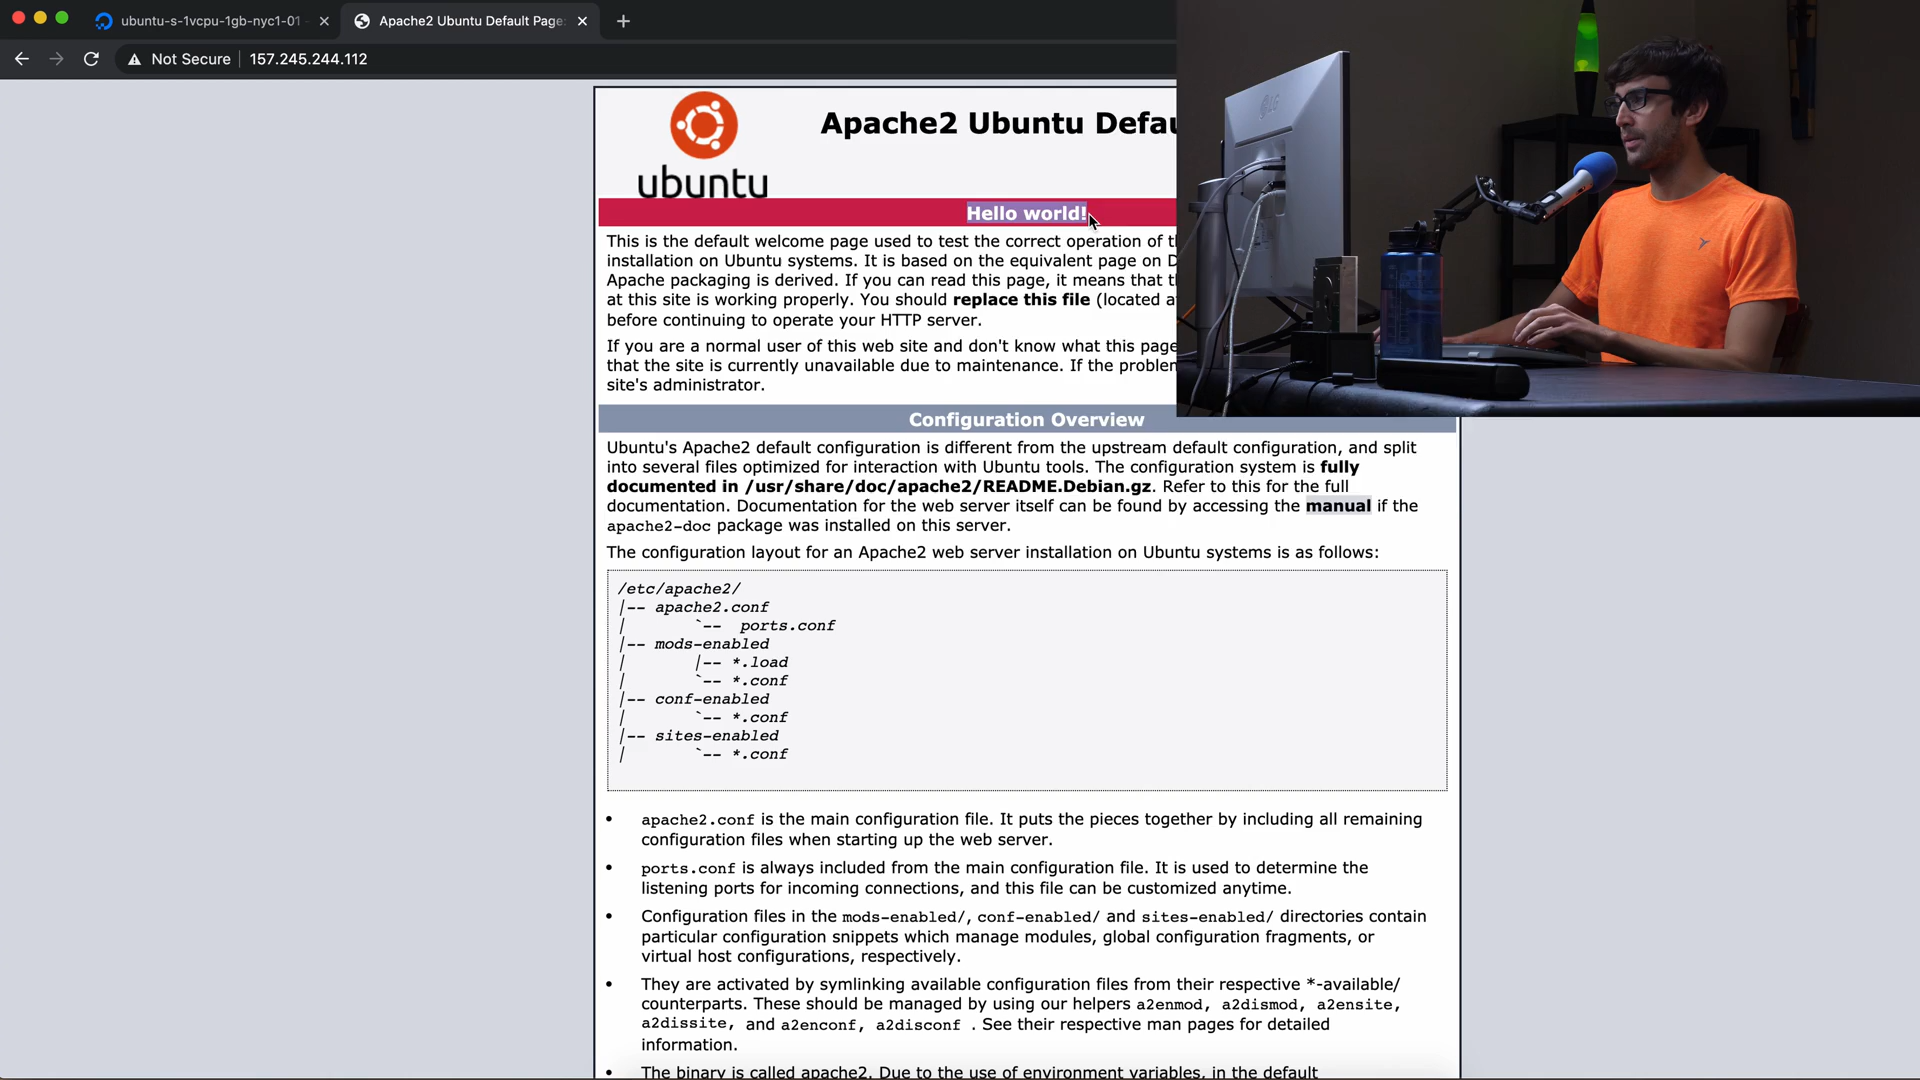 ubuntu-s-1vcpu-1gb-nyc1-01
Apache2 Ubuntu Default Page:
Not Secure
157.245.244.112
ubuntu
Apache2 Ubuntu Defau
Hello world!
This is the default welcome page used to test the correct operation of t
installation on Ubuntu systems. It is based on the equivalent page on D
Apache packaging is derived. If you can read this page, it means that t
at this site is working properly. You should replace this file (located a
before continuing to operate your HTTP server.
If you are a normal user of this web site and don't know what this page
that the site is currently unavailable due to maintenance. If the problem
site's administrator.
LG
Configuration Overview
Ubuntu's Apache2 default configuration is different from the upstream default configuration, and split
into several files optimized for interaction with Ubuntu tools. The configuration system is fully
documented in /usr/share/doc/apache2/README.Debian.gz. Refer to this for the full
documentation. Documentation for the web server itself can be found by accessing the manual if the
apache2-doc package was installed on this server.
The configuration layout for an Apache2 web server installation on Ubuntu systems is as follows:
/etc/apache2/
|-- apache2.conf
|       `--  ports.conf
|-- mods-enabled
|       |-- *.load
|       `-- *.conf
|-- conf-enabled
|       `-- *.conf
|-- sites-enabled
|       `-- *.conf
• apache2.conf is the main configuration file. It puts the pieces together by including all remaining
configuration files when starting up the web server.
• ports.conf is always included from the main configuration file. It is used to determine the
listening ports for incoming connections, and this file can be customized anytime.
• Configuration files in the mods-enabled/, conf-enabled/ and sites-enabled/ directories contain
particular configuration snippets which manage modules, global configuration fragments, or
virtual host configurations, respectively.
• They are activated by symlinking available configuration files from their respective *-available/
counterparts. These should be managed by using our helpers a2enmod, a2dismod, a2ensite,
a2dissite, and a2enconf, a2disconf . See their respective man pages for detailed
information.
• The binary is called apache2. Due to the use of environment variables, in the default